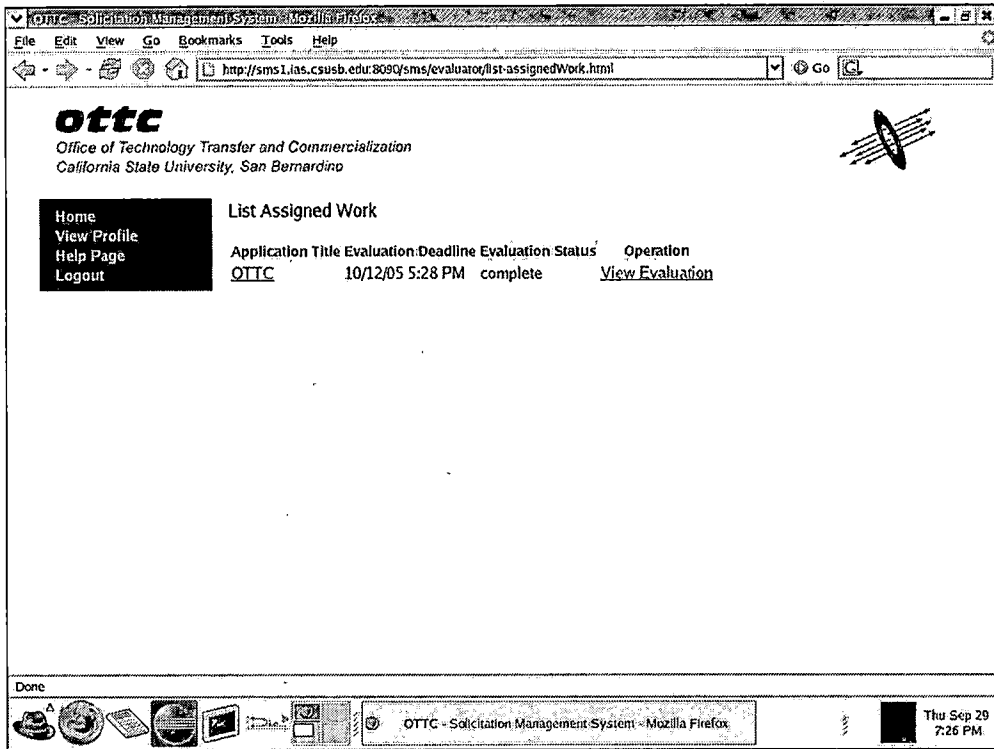 OTTC - Solicitation Management System - Mozilla Firefox
File Edit View Go Bookmarks Tools Help
http://sms1.ias.csusb.edu:8090/sms/evaluator/list-assignedWork.html Go
ottc
Office of Technology Transfer and Commercialization
California State University, San Bernardino
Home
View Profile
Help Page
Logout
List Assigned Work
Application Title Evaluation Deadline Evaluation Status Operation
OTTC 10/12/05 5:28 PM complete View Evaluation
Done
OTTC - Solicitation Management System - Mozilla Firefox
Thu Sep 29
7:26 PM